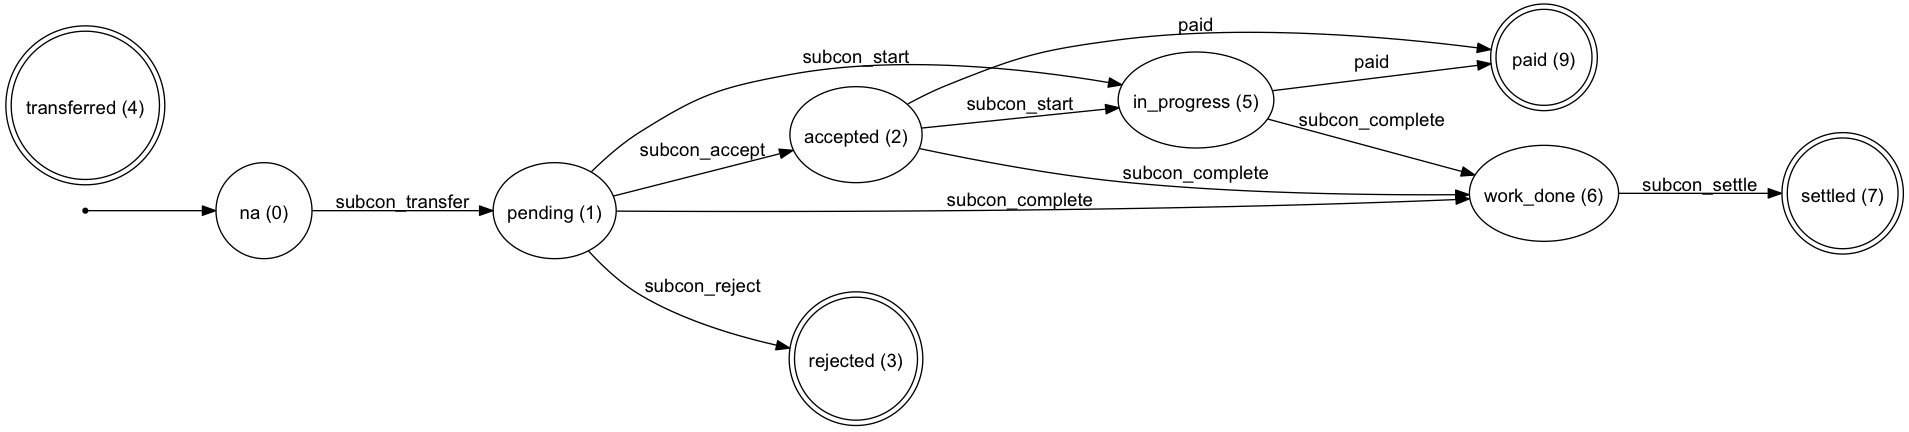 transferred (4)
na (0)
subcon_transfer
pending (1)
subcon_start
subcon_accept
accepted (2)
subcon_complete
subcon_reject
rejected (3)
paid
subcon_start
subcon_complete
in_progress (5)
paid
subcon_complete
paid (9)
work_done (6)
subcon_settle
settled (7)